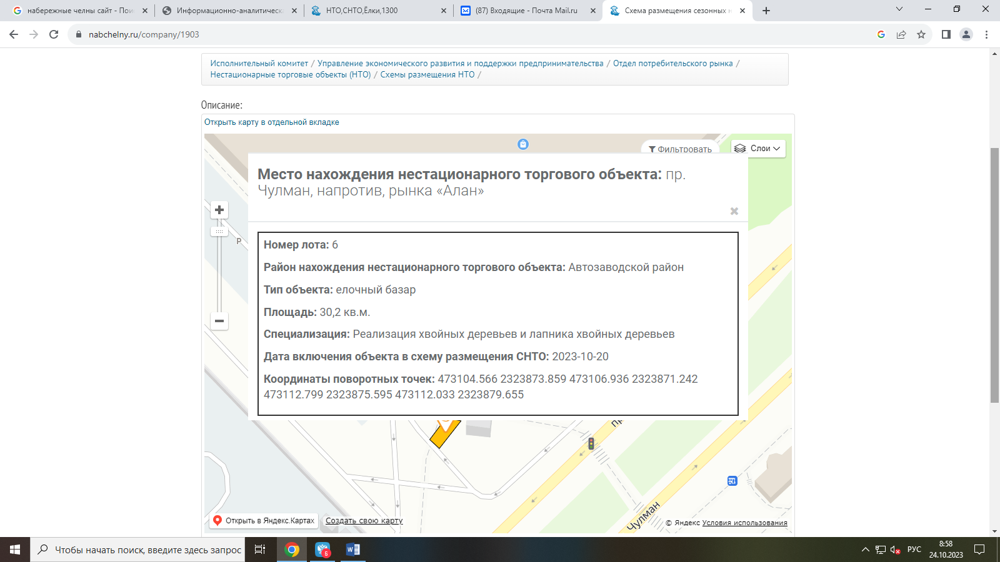 набережные челны сайт - Пои
Информационно-аналитическ
НТО,СНТО,Ёлки,1300
(87) Входящие - Почта Mail.ru
Схема размещения сезонных н
nabchelny.ru/company/1903
Исполнительный комитет / Управление экономического развития и поддержки предпринимательства / Отдел потребительского рынка /
Нестационарные торговые объекты (НТО) / Схемы размещения НТО /
Описание:
Открыть карту в отдельной вкладке
Фильтровать
Слои
Место нахождения нестационарного торгового объекта: пр.
Чулман, напротив, рынка «Алан»
P
Номер лота: 6
Район нахождения нестационарного торгового объекта: Автозаводской район
Тип объекта: елочный базар
Площадь: 30,2 кв.м.
Специализация: Реализация хвойных деревьев и лапника хвойных деревьев
Дата включения объекта в схему размещения СНТО: 2023-10-20
Координаты поворотных точек: 473104.566 2323873.859 473106.936 2323871.242
473112.799 2323875.595 473112.033 2323879.655
пр
Чулман
Открыть в Яндекс.Картах
Создать свою карту
© Яндекс Условия использования
Чтобы начать поиск, введите здесь запрос
6
РУС
8:58
24.10.2023